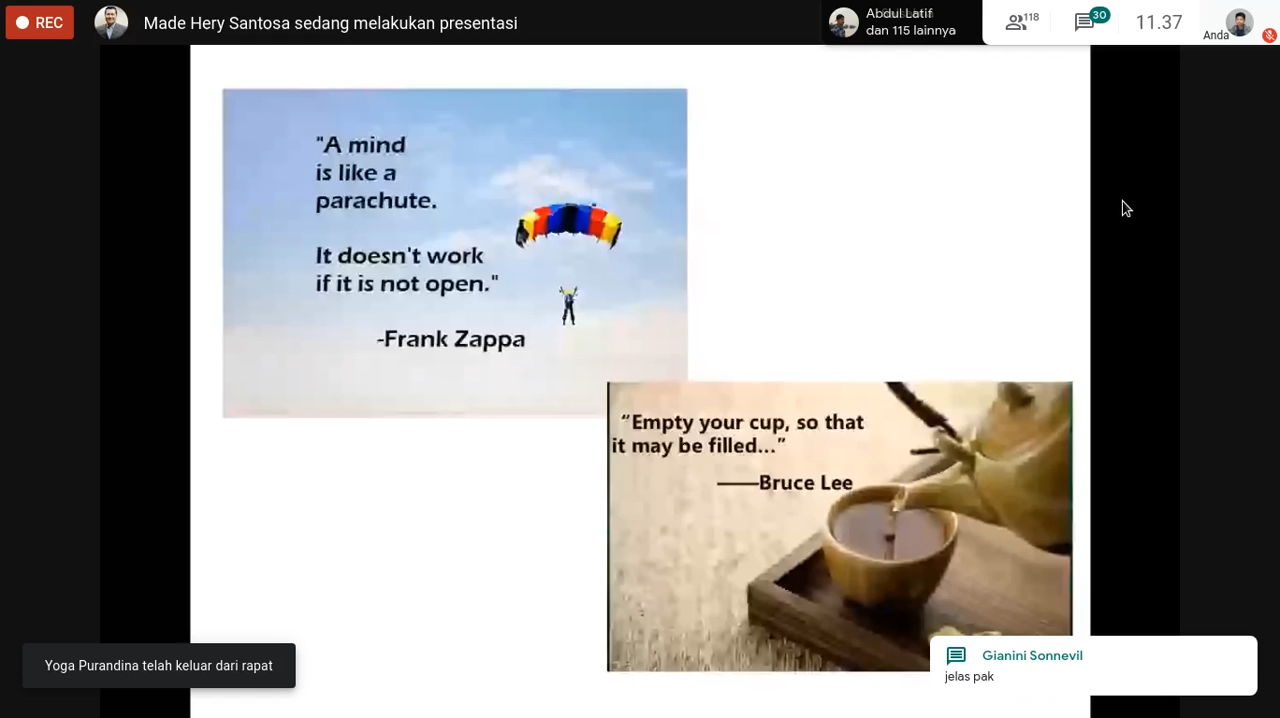 REC
Made Hery Santosa sedang melakukan presentasi
Abdul Latif
dan 115 lainnya
118
30
11.37
Anda
"A mind
is like a
parachute.
It doesn't work
if it is not open."
-Frank Zappa
“Empty your cup, so that
it may be filled...”
——Bruce Lee
Yoga Purandina telah keluar dari rapat
Gianini Sonnevil
jelas pak